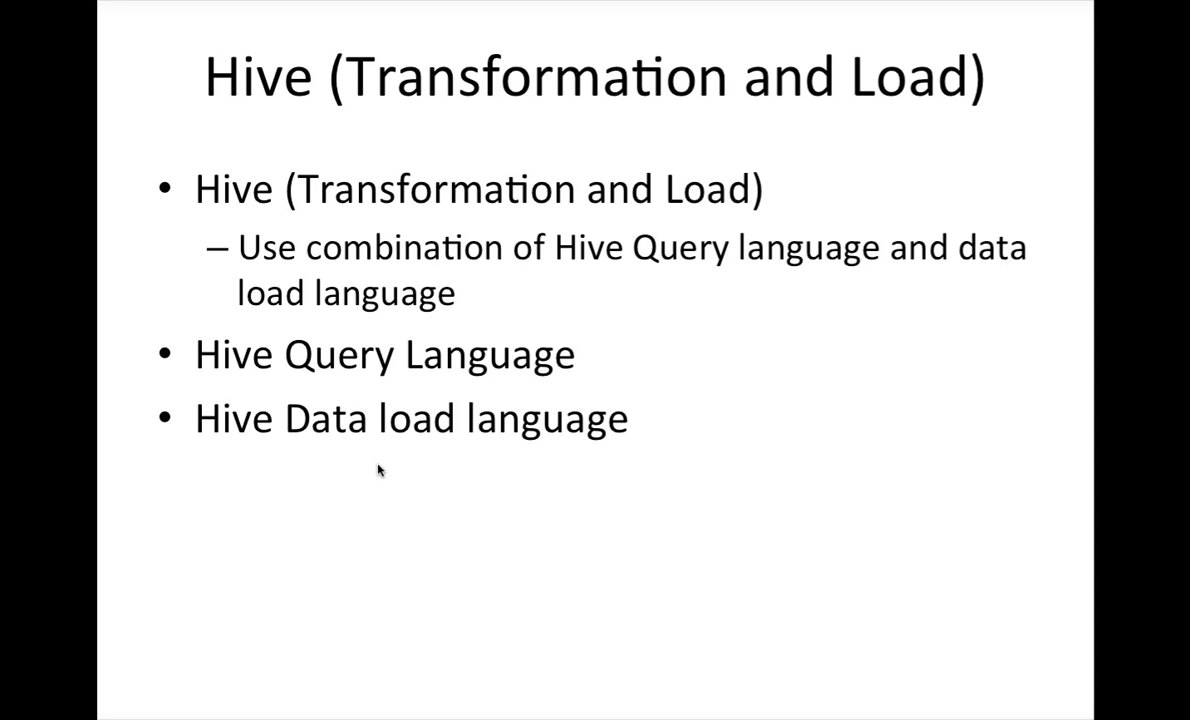 Hive (Transformation and Load)
• Hive (Transformation and Load)
– Use combination of Hive Query language and data
load language
• Hive Query Language
• Hive Data load language